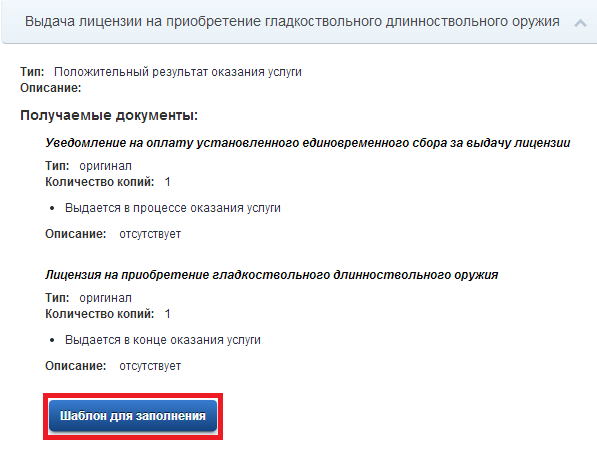 Выдача лицензии на приобретение гладкоствольного длинноствольного оружия
Тип: Положительный результат оказания услуги
Описание:
Получаемые документы:
Уведомление на оплату установленного единовременного сбора за выдачу лицензии
Тип: оригинал
Количество копий: 1
• Выдается в процессе оказания услуги
Описание: отсутствует
Лицензия на приобретение гладкоствольного длинноствольного оружия
Тип: оригинал
Количество копий: 1
• Выдается в конце оказания услуги
Описание: отсутствует
Шаблон для заполнения